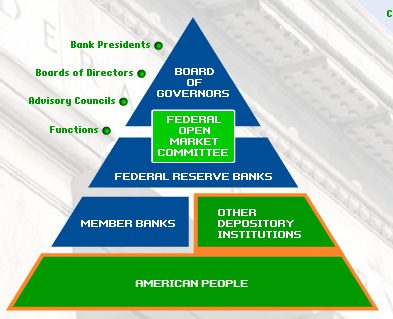 C
Bank Presidents
Boards of Directors
Advisory Councils
Functions
BOARD
OF
GOVERNORS
FEDERAL
OPEN
MARKET
COMMITTEE
FEDERAL RESERVE BANKS
MEMBER BANKS
OTHER
DEPOSITORY
INSTITUTIONS
AMERICAN PEOPLE